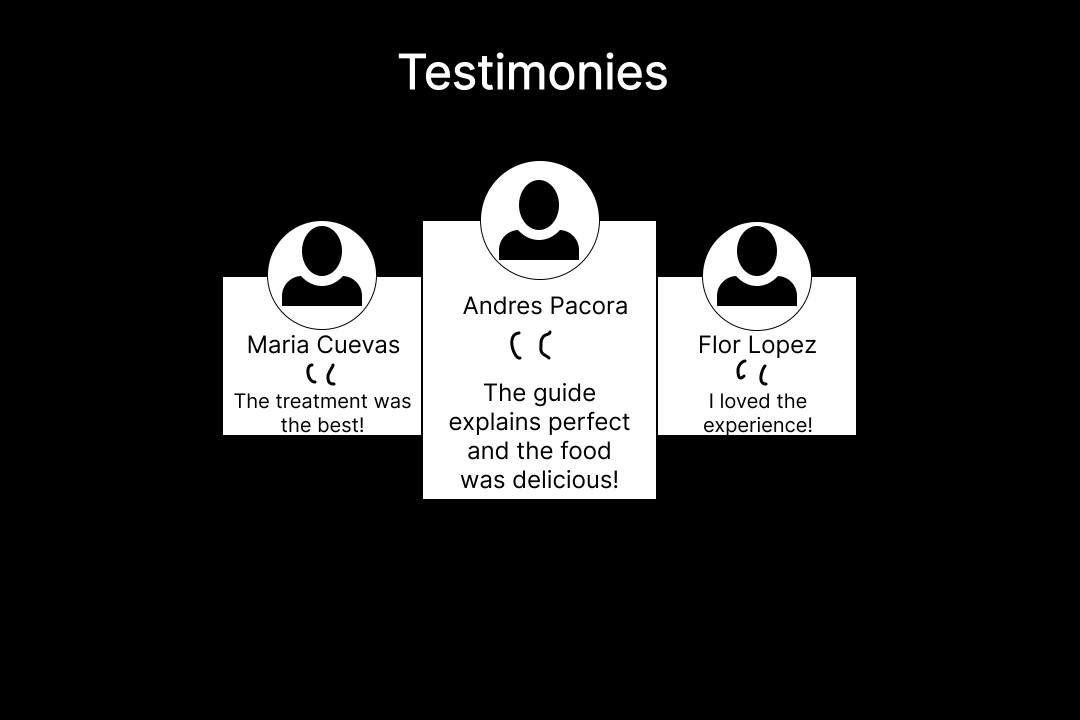 Testimonies
Maria Cuevas
The treatment was
the best!
Andres Pacora
The guide
explains perfect
and the food
was delicious!
Flor Lopez
I loved the
experience!